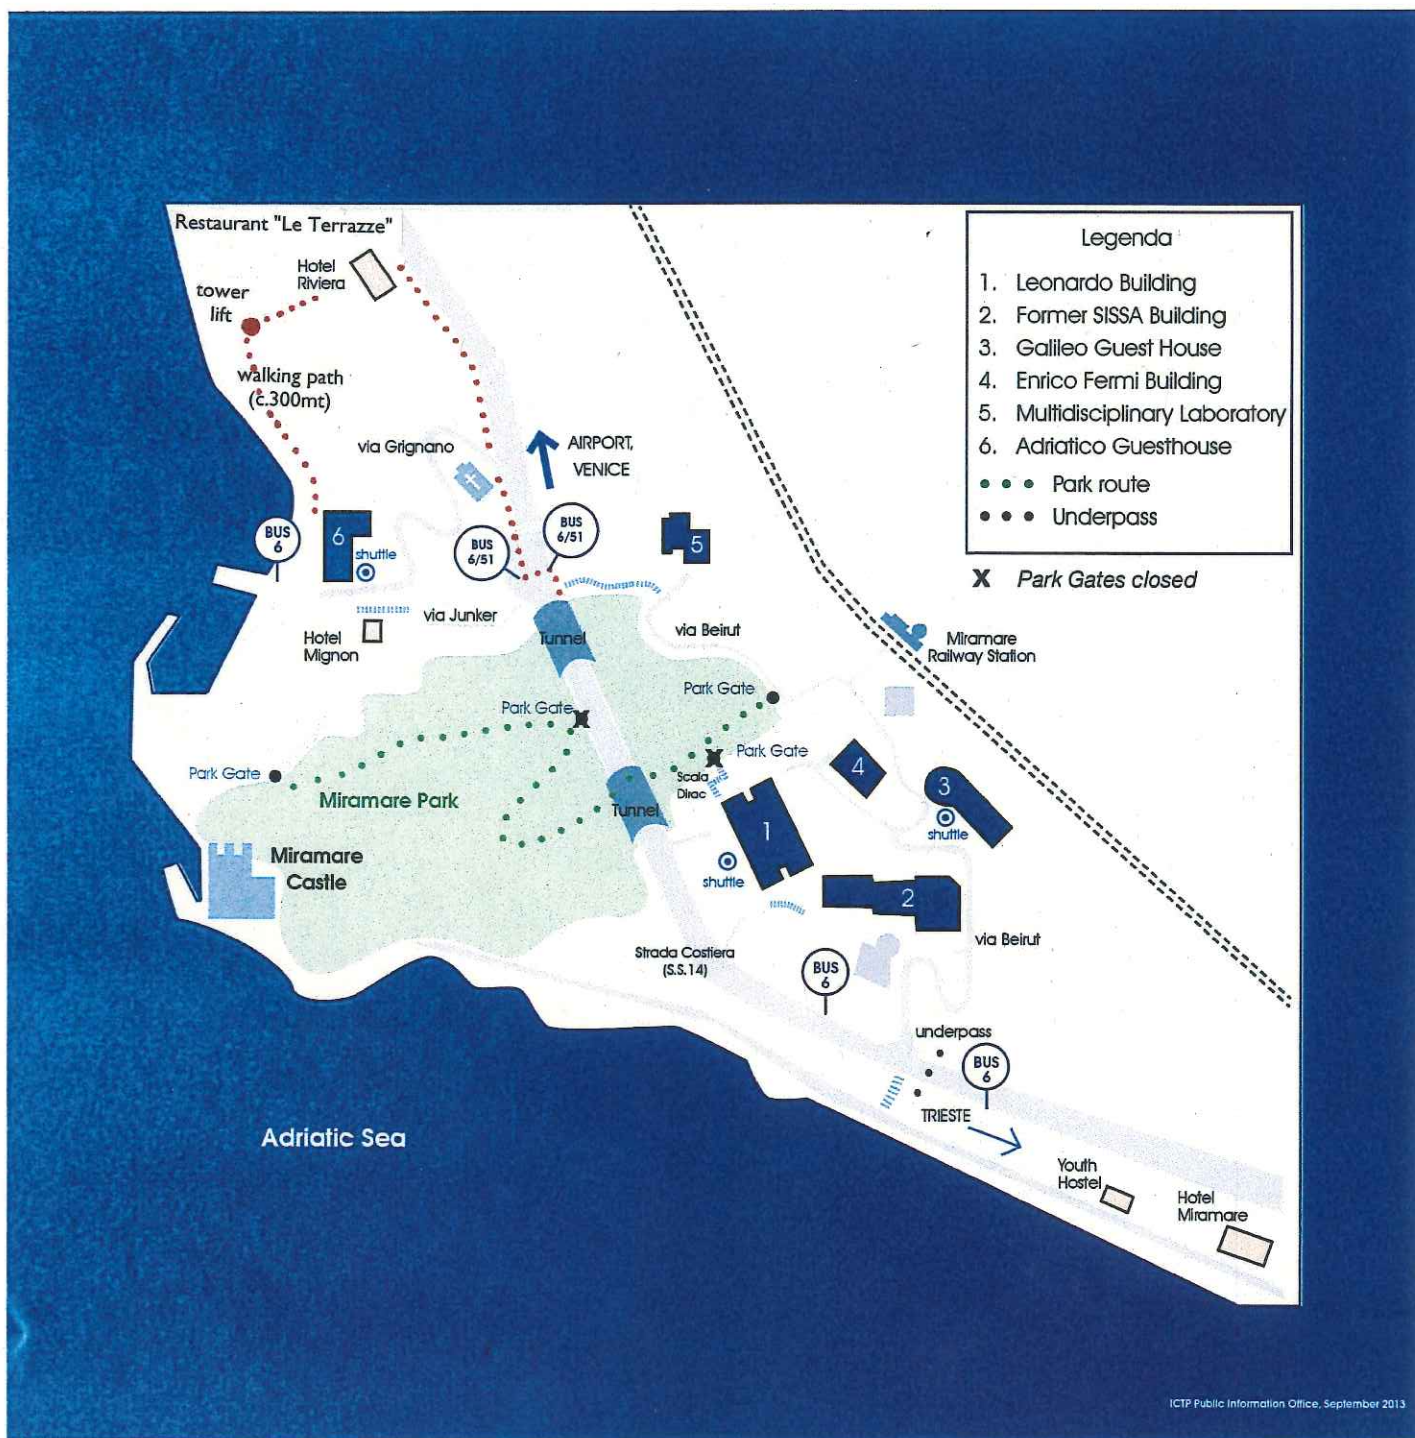 Restaurant "Le Terrazze"
Hotel
Riviera
tower
lift
walking path
(c.300mt)
via Grignano
AIRPORT,
VENICE
BUS
6
6
shuttle
BUS
6/51
BUS
6/51
5
via Junker
Hotel
Mignon
Tunnel
via Beirut
Legenda
1. Leonardo Building
2. Former SISSA Building
3. Galileo Guest House
4. Enrico Fermi Building
5. Multidisciplinary Laboratory
6. Adriatico Guesthouse
Park route
Underpass
X Park Gates closed
Miramare
Railway Station
Park Gate
Park Gate
Park Gate
Park Gate
Scala
Dirac
Miramare Park
Tunnel
4
3
shuttle
1
shuttle
Miramare
Castle
2
via Beirut
Strada Costiera
(S.S.14)
BUS
6
underpass
BUS
6
TRIESTE
Adriatic Sea
Youth
Hostel
Hotel
Miramare
ICTP Public Information Office, September 2013